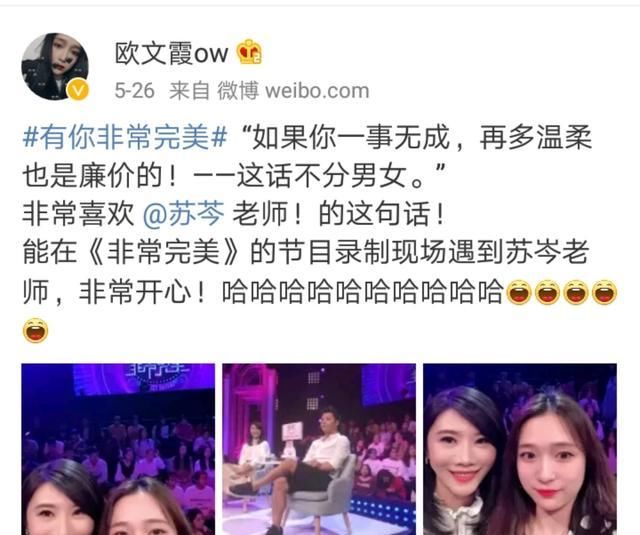 欧文霞ow
5-26 来自 微博 weibo.com
#有你非常完美# “如果你一事无成，再多温柔
也是廉价的！——这话不分男女。”
非常喜欢 @苏芩 老师！的这句话！
能在《非常完美》的节目录制现场遇到苏岑老
师，非常开心！哈哈哈哈哈哈哈哈哈哈